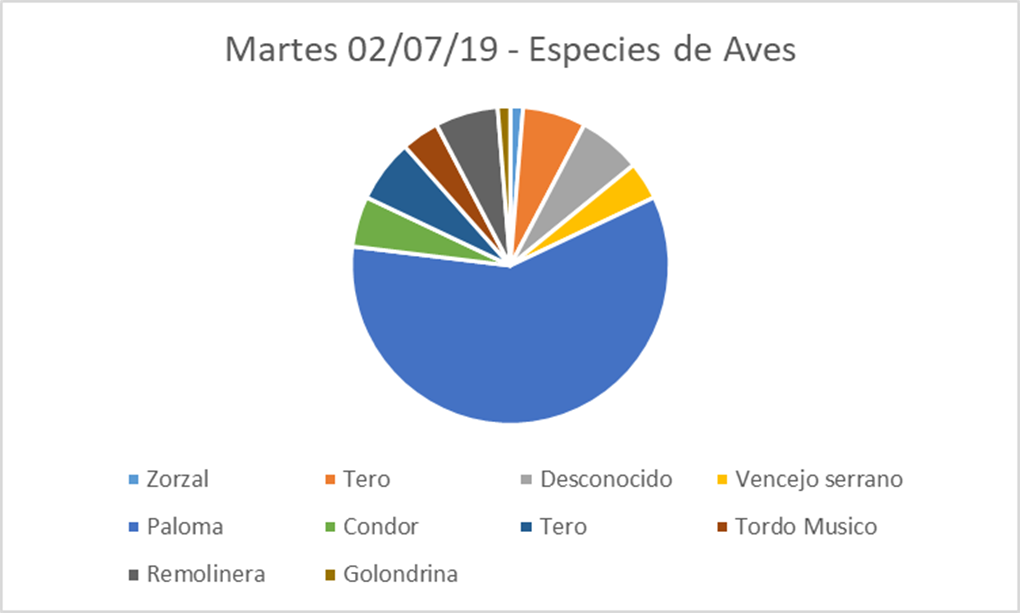 Martes 02/07/19 - Especies de Aves
Zorzal Tero Desconocido Vencejo serrano
Paloma Condor Tero Tordo Musico
Remolinera Golondrina